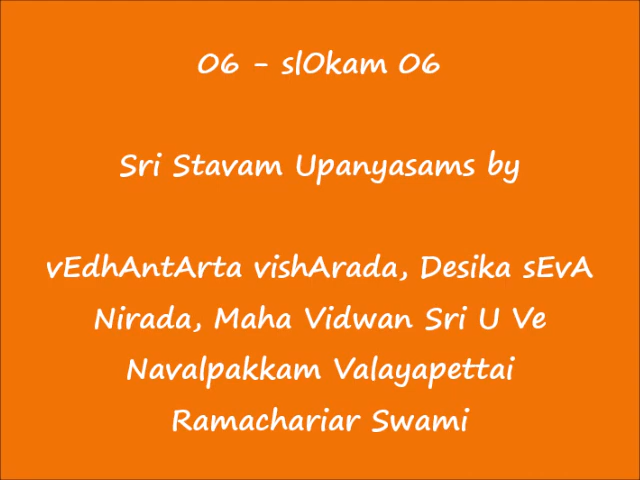 06 - slOkam 06
Sri Stavam Upanyasams by
vEdhAntArta vishArada, Desika sEvA
Nirada, Maha Vidwan Sri U Ve
Navalpakkam Valayapettai
Ramachariar Swami